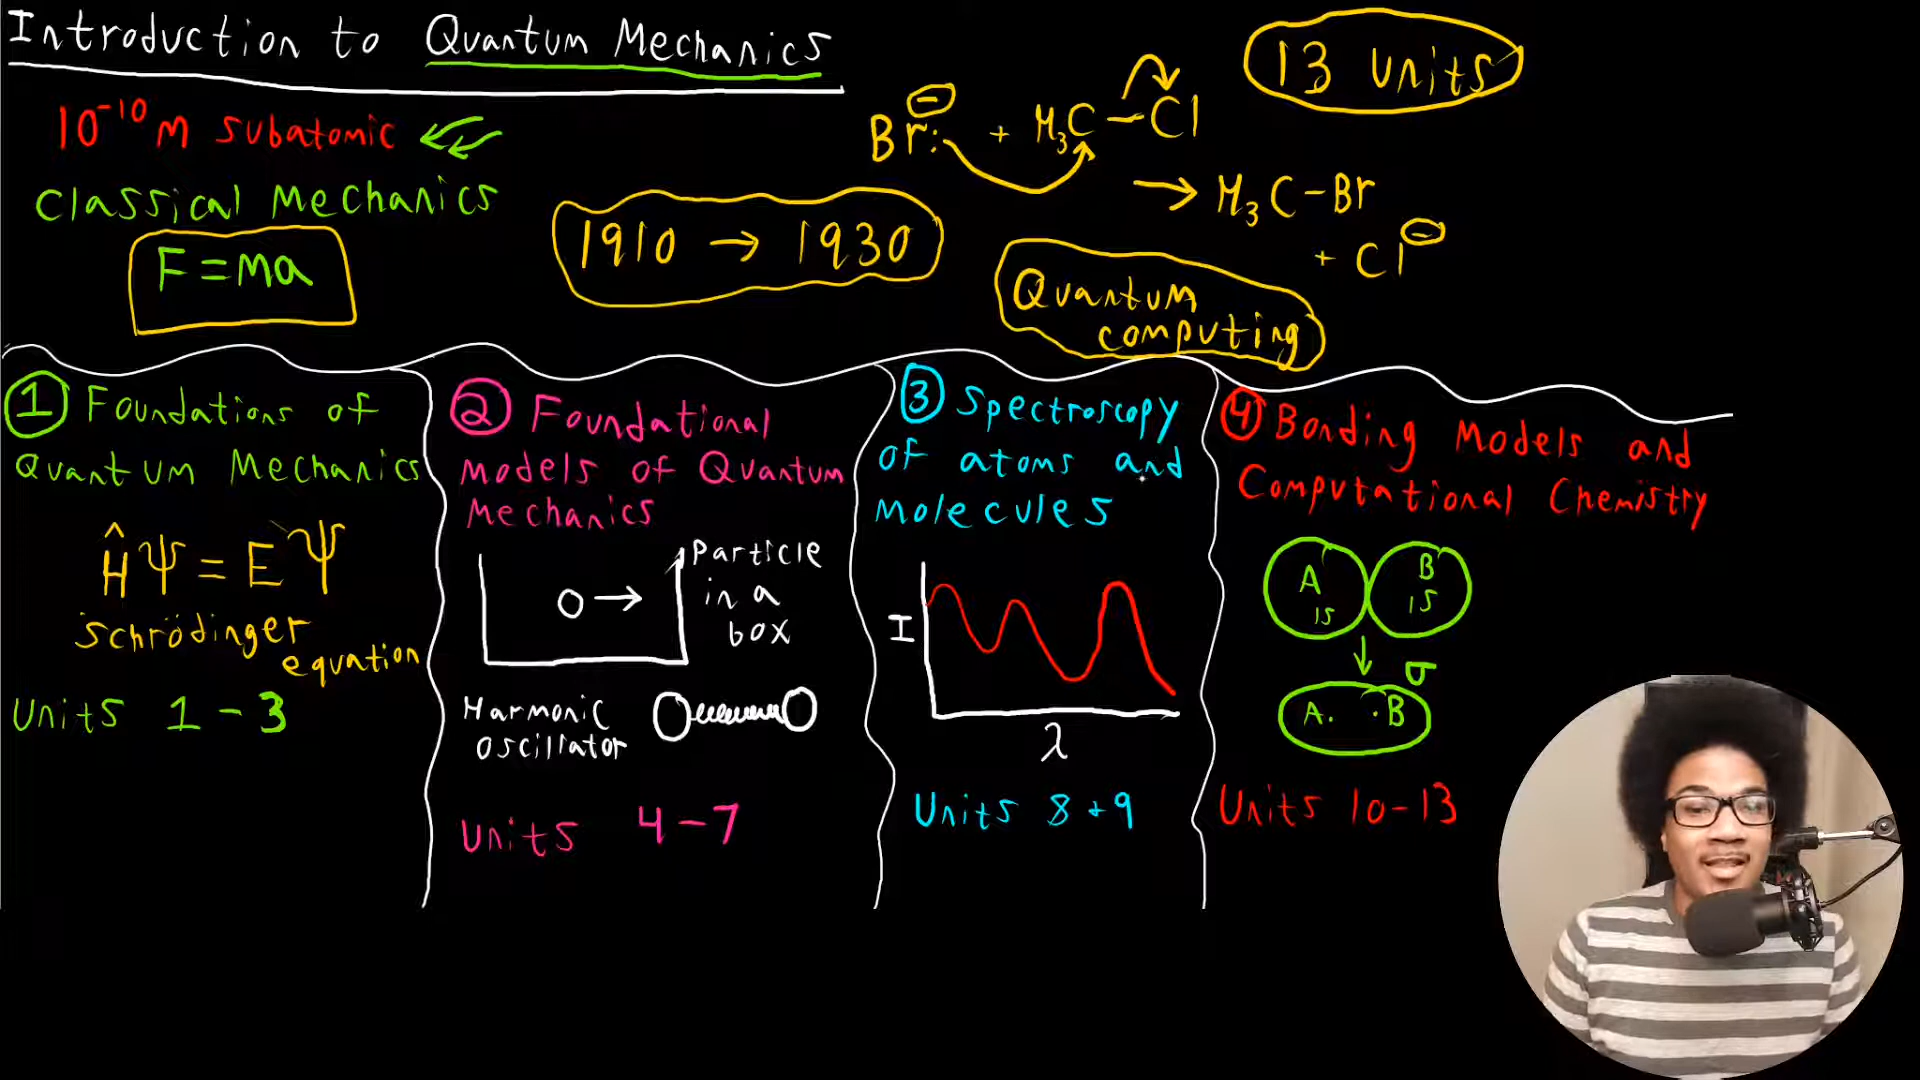 Introduction to Quantum Mechanics
10⁻¹⁰ m subatomic
Classical Mechanics
F = ma
1910 → 1930
Br:⊖ + H₃C-Cl
→ H₃C-Br
+ Cl⊖
13 units
Quantum
computing
① Foundations of
Quantum Mechanics
ĤΨ = EΨ
Schrödinger
equation
Units 1-3
② Foundational
Models of Quantum
Mechanics
Particle
in a
box
Harmonic
oscillator
Units 4-7
③ Spectroscopy
of atoms and
molecules
I
λ
Units 8+9
④ Bonding Models and
Computational Chemistry
A
1s
B
1s
σ
A. .B
Units 10-13